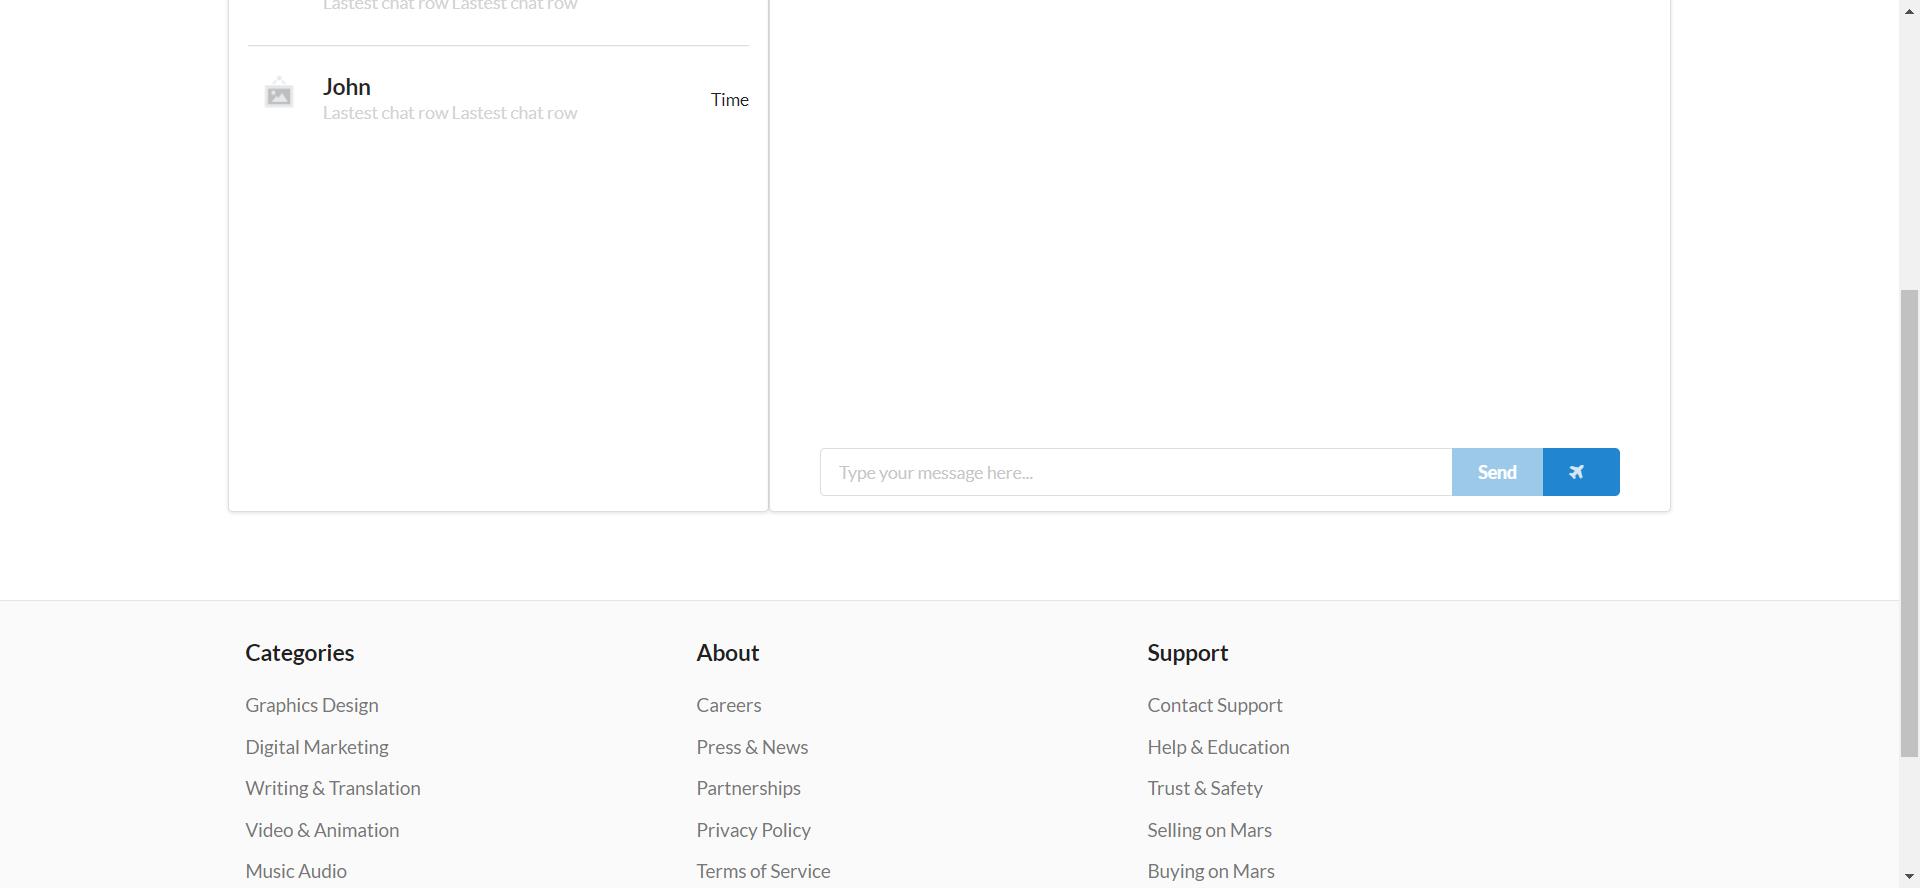 Lastest chat row Lastest chat row
John
Lastest chat row Lastest chat row
Time
Type your message here...
Send
Categories
Graphics Design
Digital Marketing
Writing & Translation
Video & Animation
Music Audio
About
Careers
Press & News
Partnerships
Privacy Policy
Terms of Service
Support
Contact Support
Help & Education
Trust & Safety
Selling on Mars
Buying on Mars